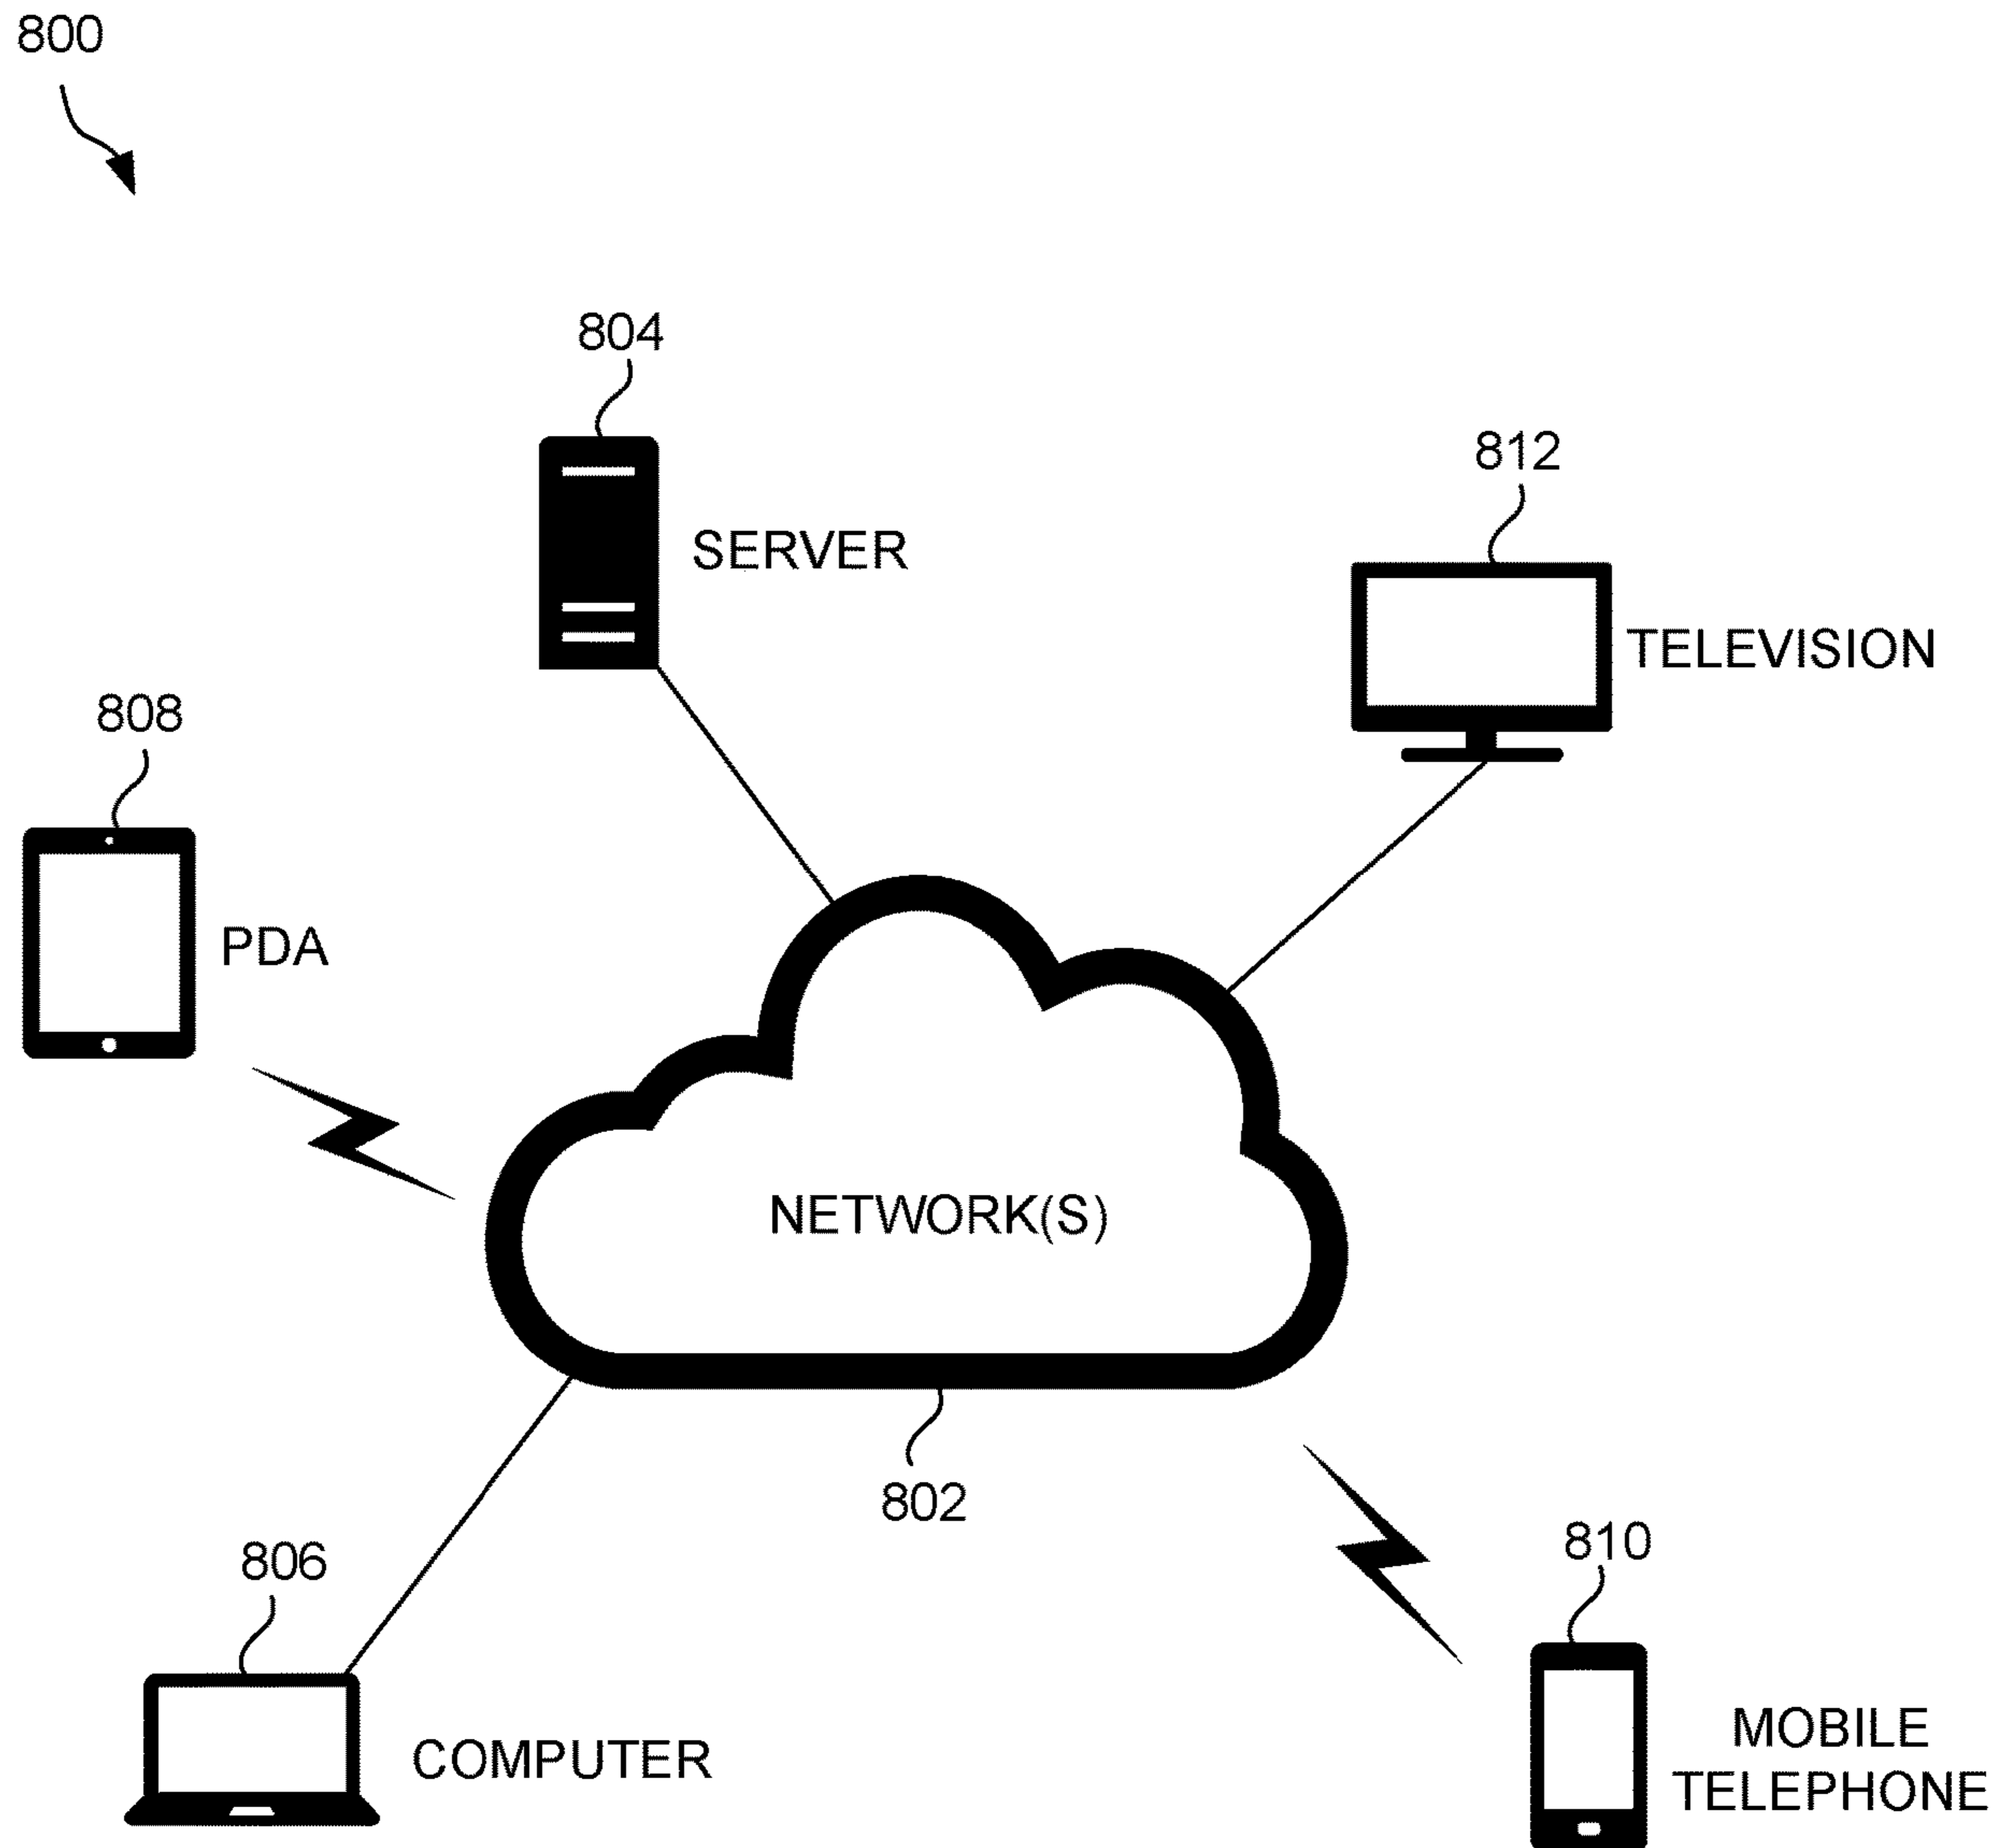 800
804
SERVER
812
TELEVISION
808
PDA
NETWORK(S)
802
806
COMPUTER
810
MOBILE
TELEPHONE